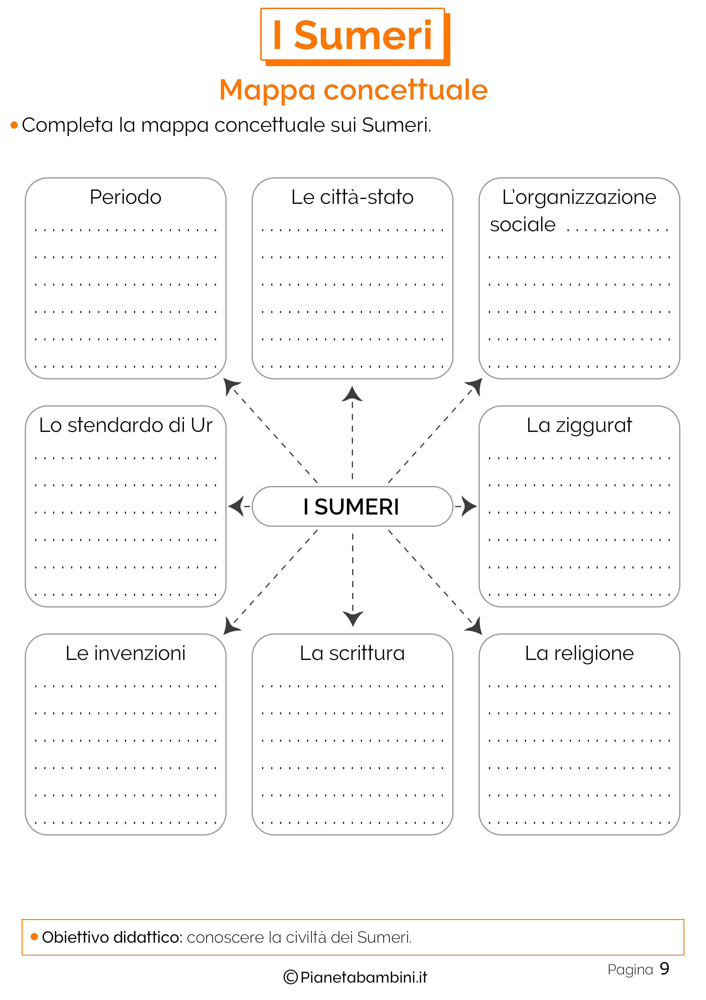 I Sumeri
Mappa concettuale
• Completa la mappa concettuale sui Sumeri.
Periodo
Le città-stato
L'organizzazione
sociale
Lo stendardo di Ur
La ziggurat
I SUMERI
Le invenzioni
La scrittura
La religione
• Obiettivo didattico: conoscere la civiltà dei Sumeri.
Pagina 9
©Pianetabambini.it